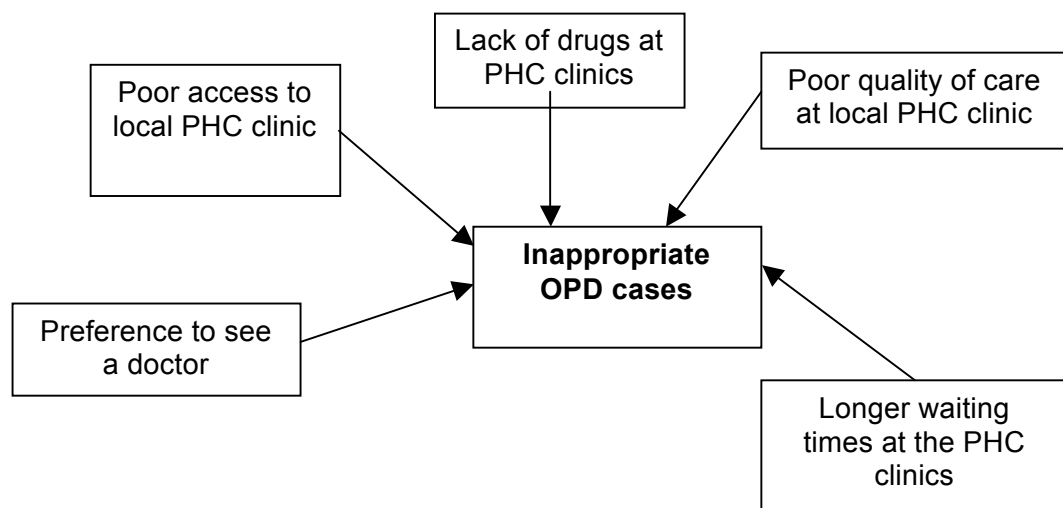 Lack of drugs at
PHC clinics
Poor access to
local PHC clinic
Poor quality of care
at local PHC clinic
Inappropriate
OPD cases
Preference to see
a doctor
Longer waiting
times at the PHC
clinics